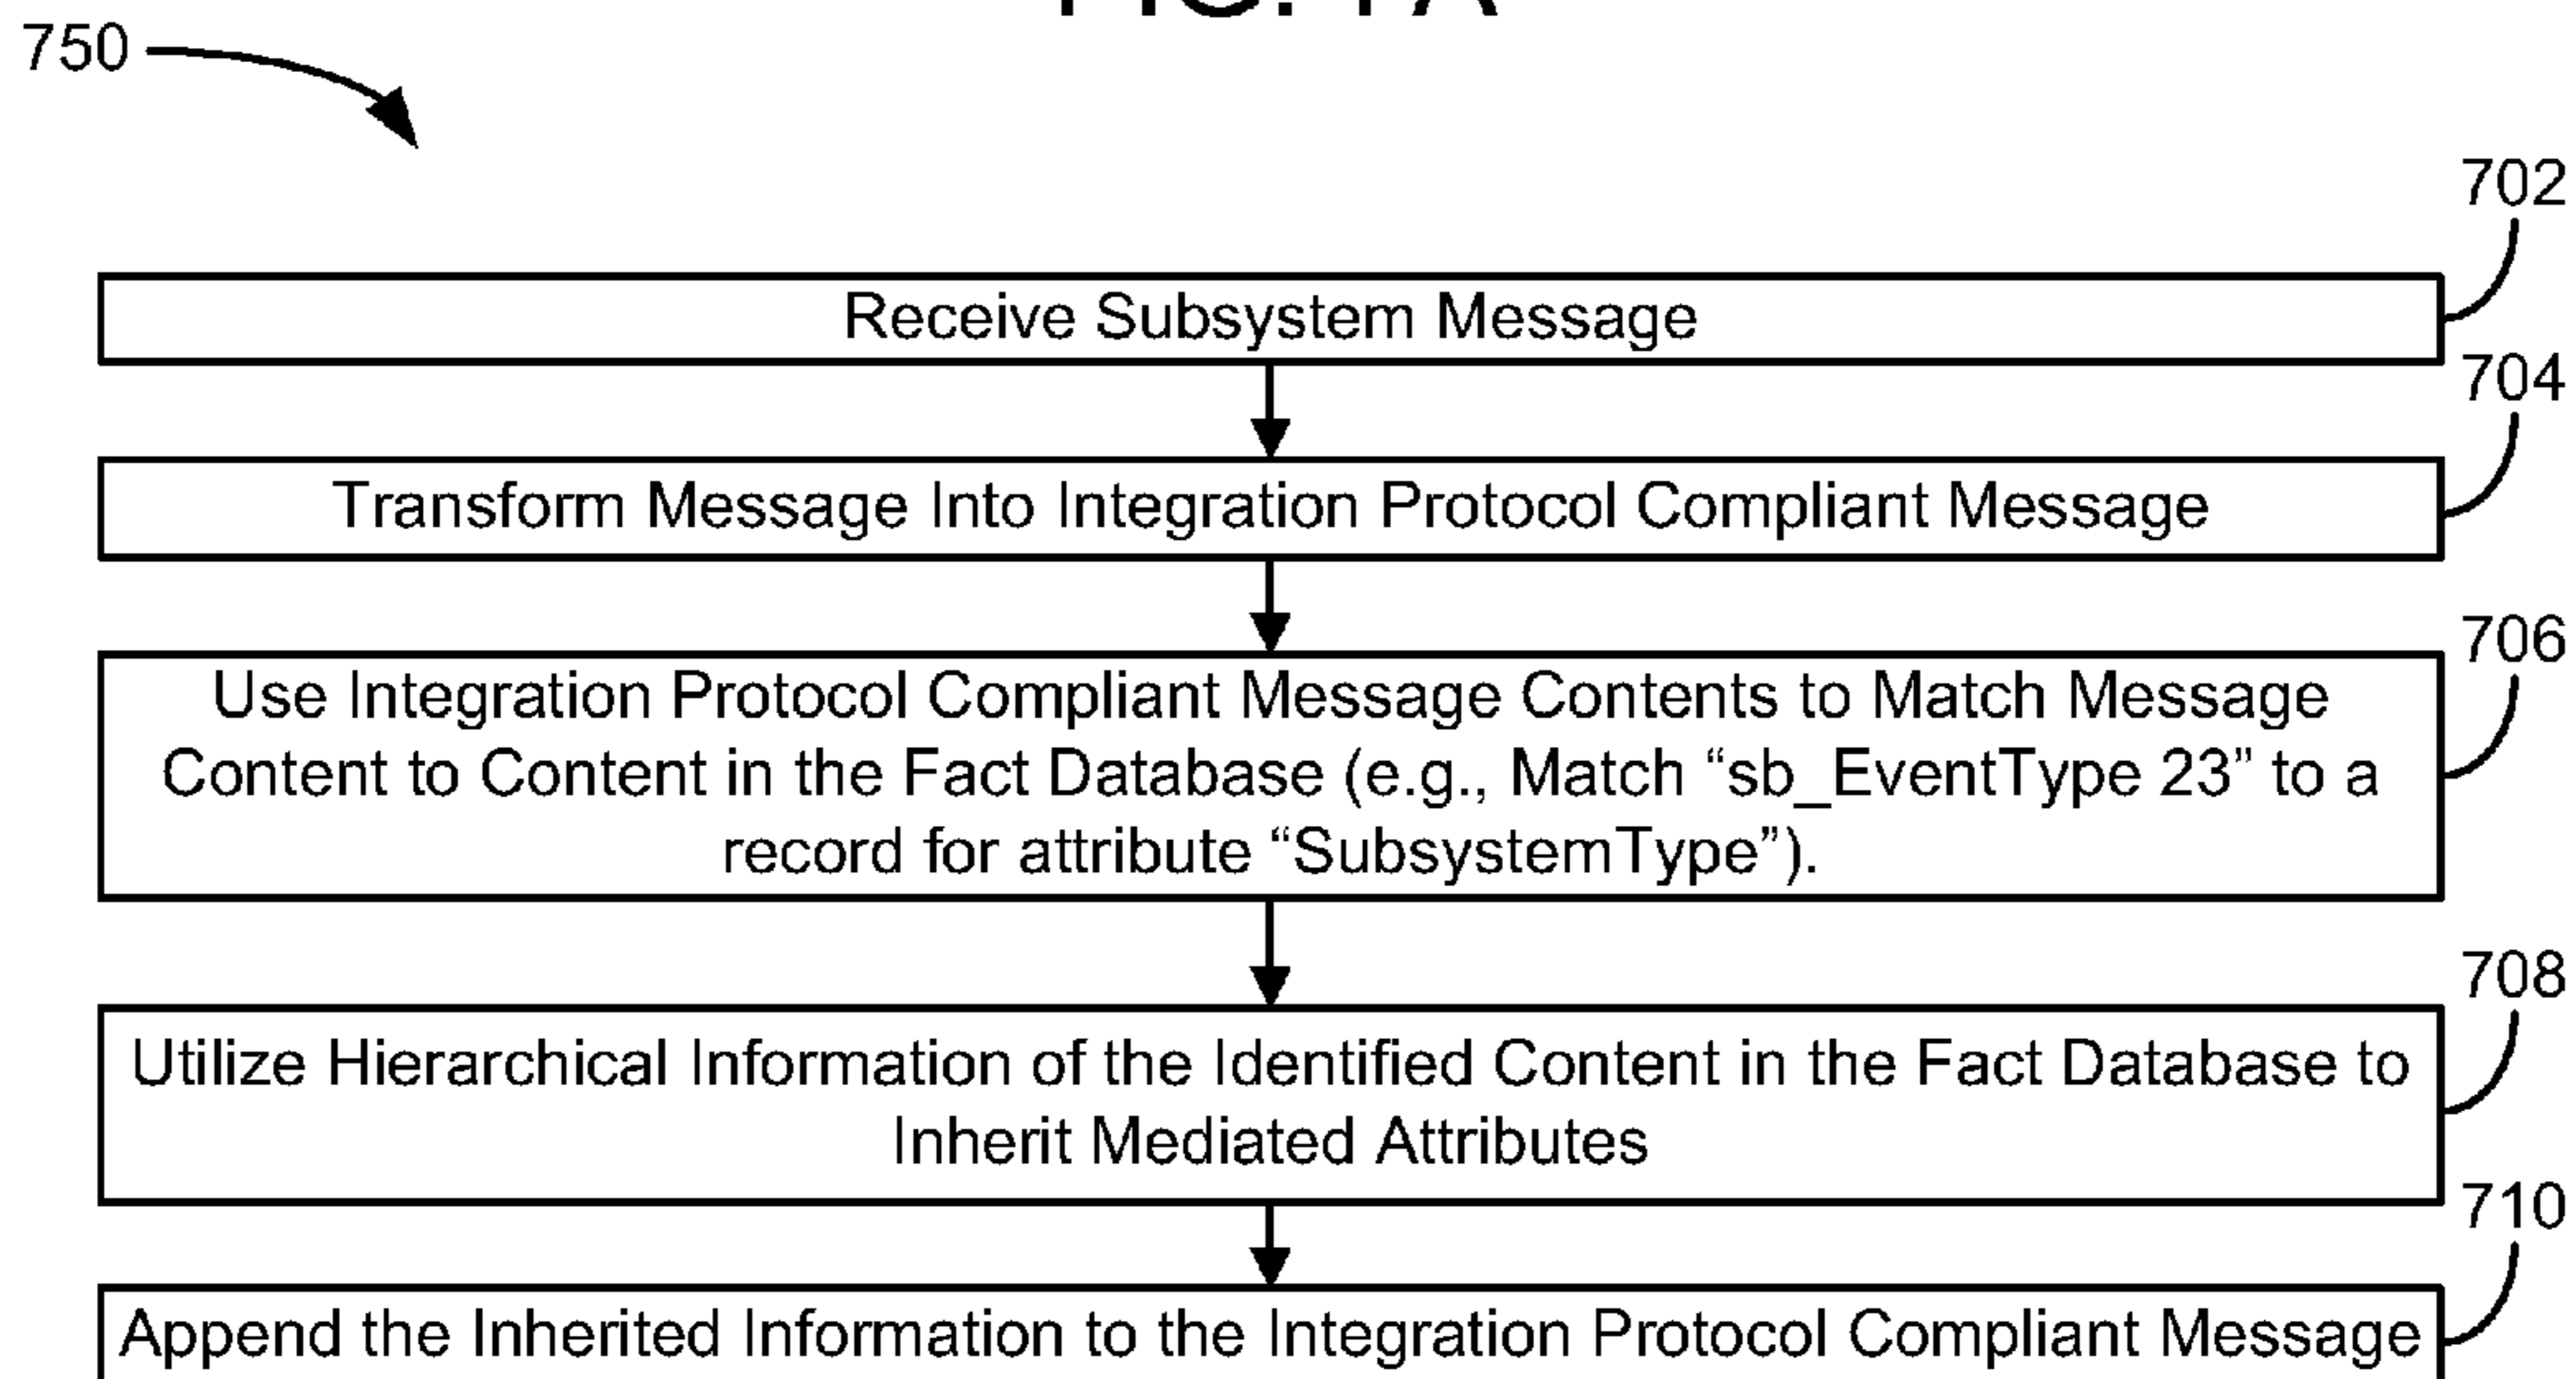 750
702
Receive Subsystem Message
704
Transform Message Into Integration Protocol Compliant Message
706
Use Integration Protocol Compliant Message Contents to Match Message
Content to Content in the Fact Database (e.g., Match “sb_EventType 23” to a
record for attribute “SubsystemType”).
708
Utilize Hierarchical Information of the Identified Content in the Fact Database to
Inherit Mediated Attributes
710
Append the Inherited Information to the Integration Protocol Compliant Message